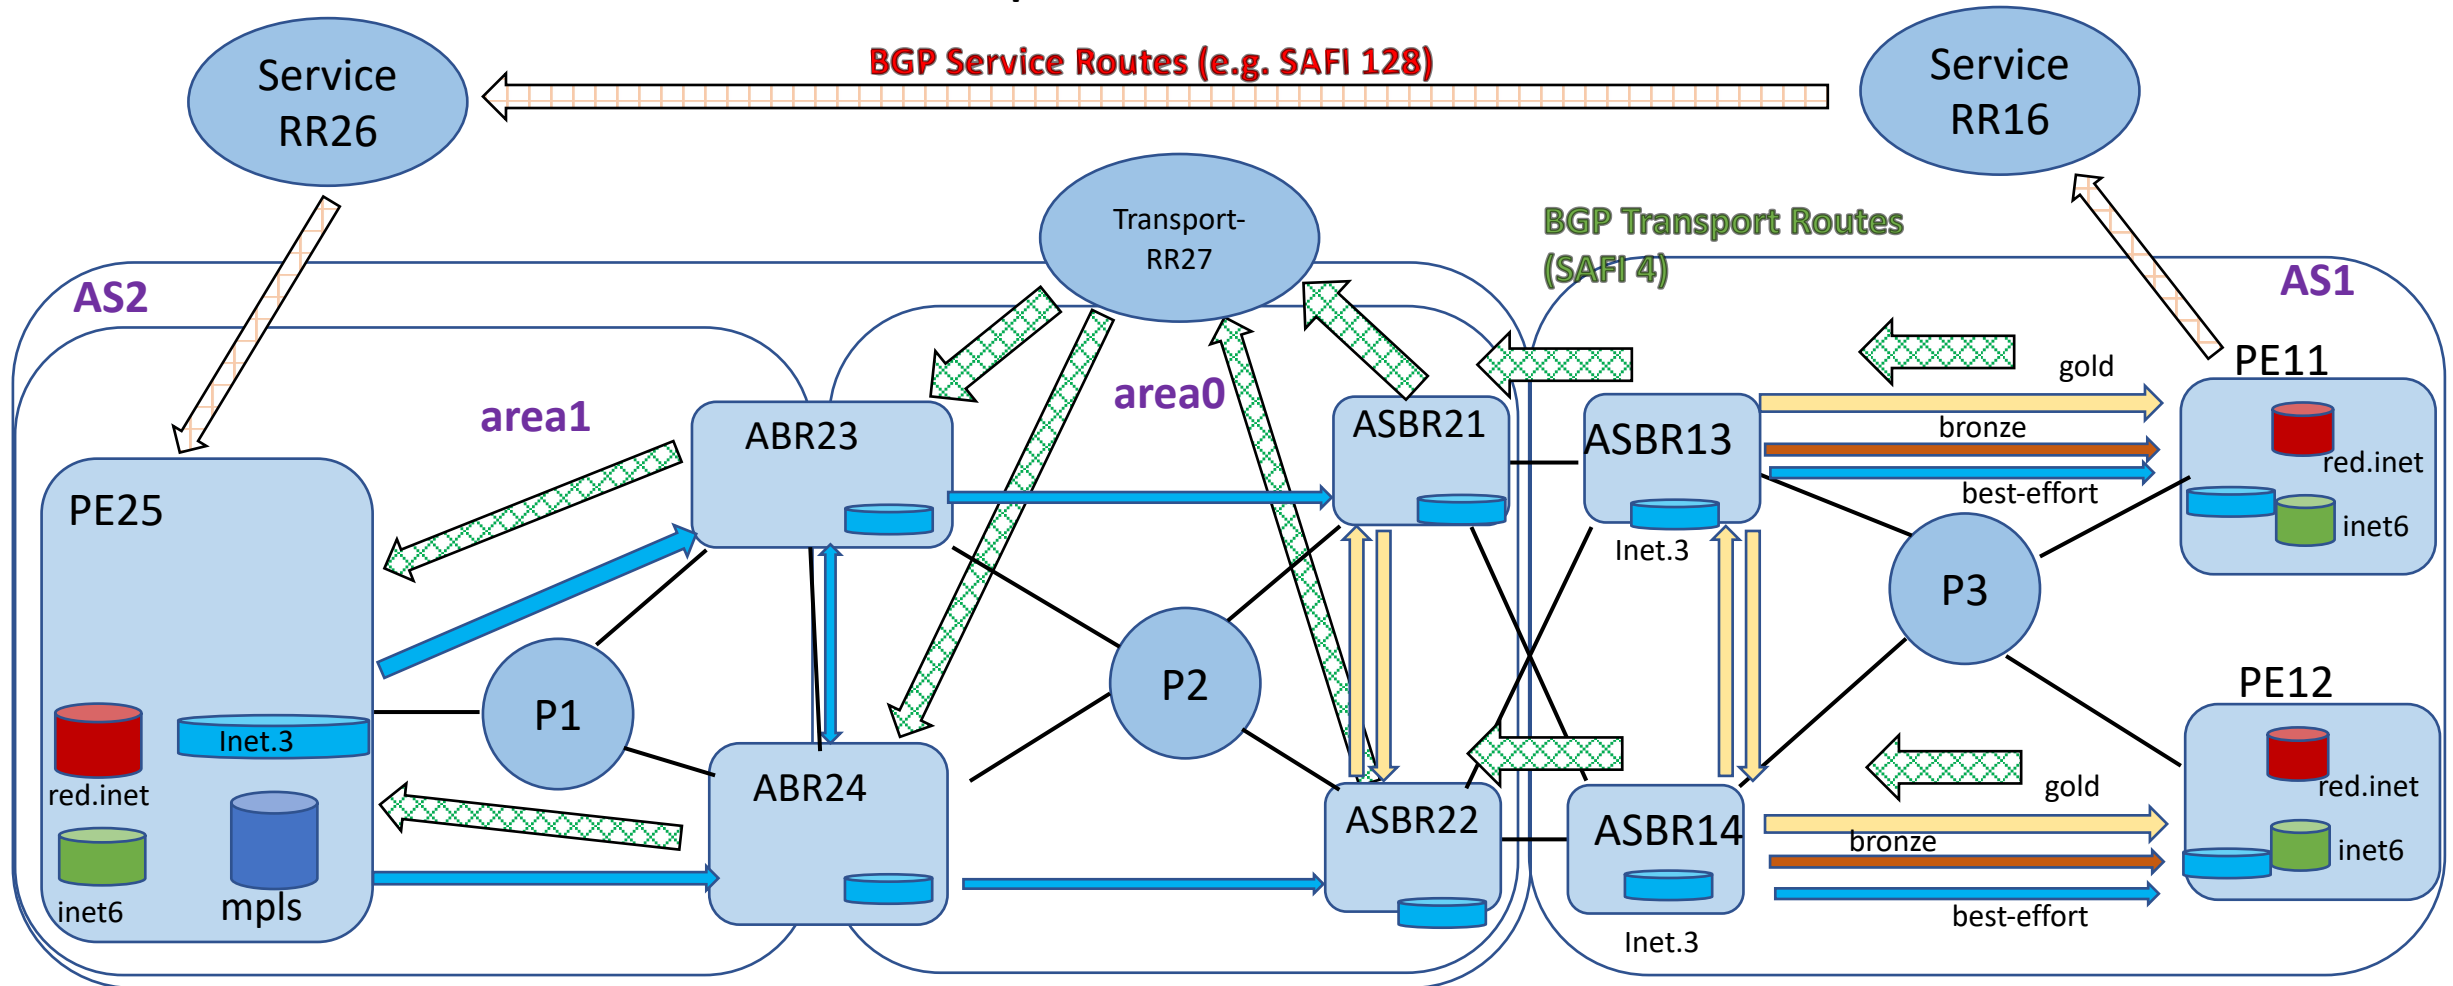 BGP Service Routes (e.g. SAFI 128)
Service
RR26
Service
RR16
Transport-
RR27
BGP Transport Routes
(SAFI 4)
AS2
AS1
area1
area0
PE11
gold
bronze
best-effort
red.inet
inet6
ABR23
ASBR21
ASBR13
Inet.3
PE25
P1
P2
P3
Inet.3
red.inet
inet6
mpls
ABR24
ASBR22
ASBR14
Inet.3
PE12
gold
bronze
best-effort
red.inet
inet6